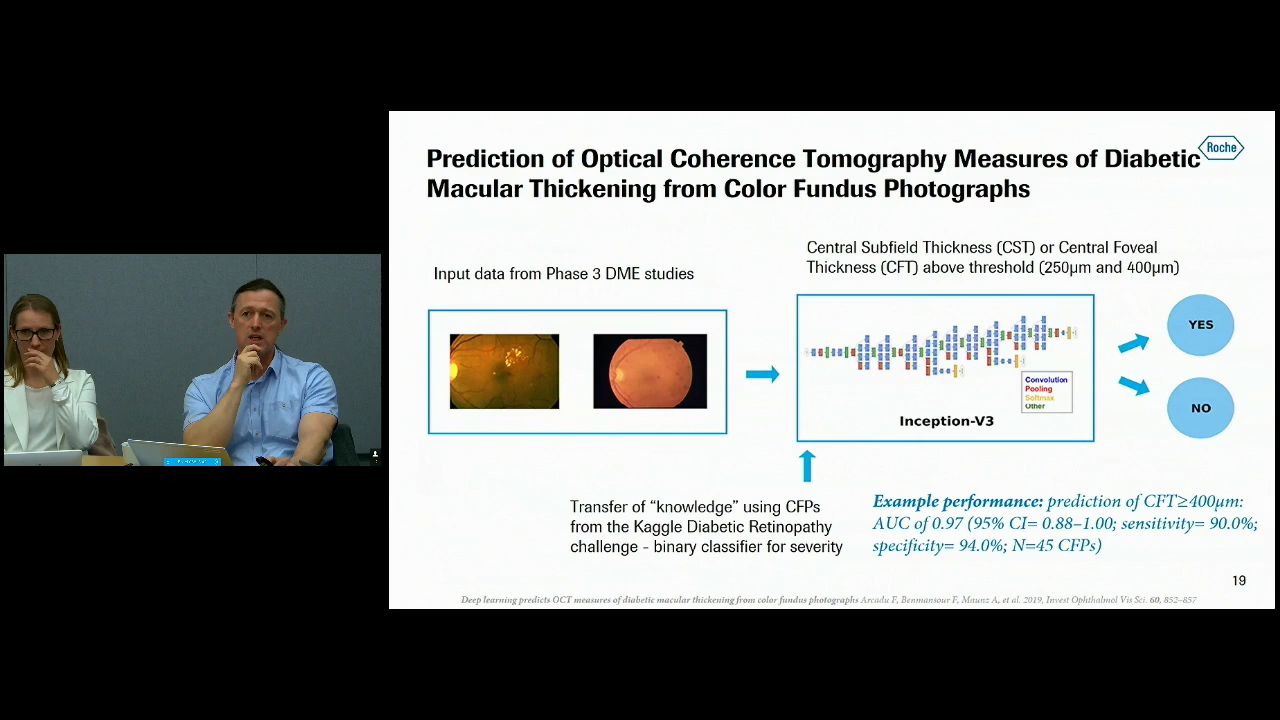 Prediction of Optical Coherence Tomography Measures of Diabetic
Macular Thickening from Color Fundus Photographs
Roche
Input data from Phase 3 DME studies
Central Subfield Thickness (CST) or Central Foveal
Thickness (CFT) above threshold (250µm and 400µm)
Convolution
Pooling
Softmax
Other
Inception-V3
YES
NO
Transfer of “knowledge” using CFPs
from the Kaggle Diabetic Retinopathy
challenge - binary classifier for severity
Example performance: prediction of CFT≥400µm:
AUC of 0.97 (95% CI= 0.88–1.00; sensitivity= 90.0%;
specificity= 94.0%; N=45 CFPs)
19
Deep learning predicts OCT measures of diabetic macular thickening from color fundus photographs Arcadu F, Benmansour F, Maunz A, et al. 2019, Invest Ophthalmol Vis Sci. 60, 852–857